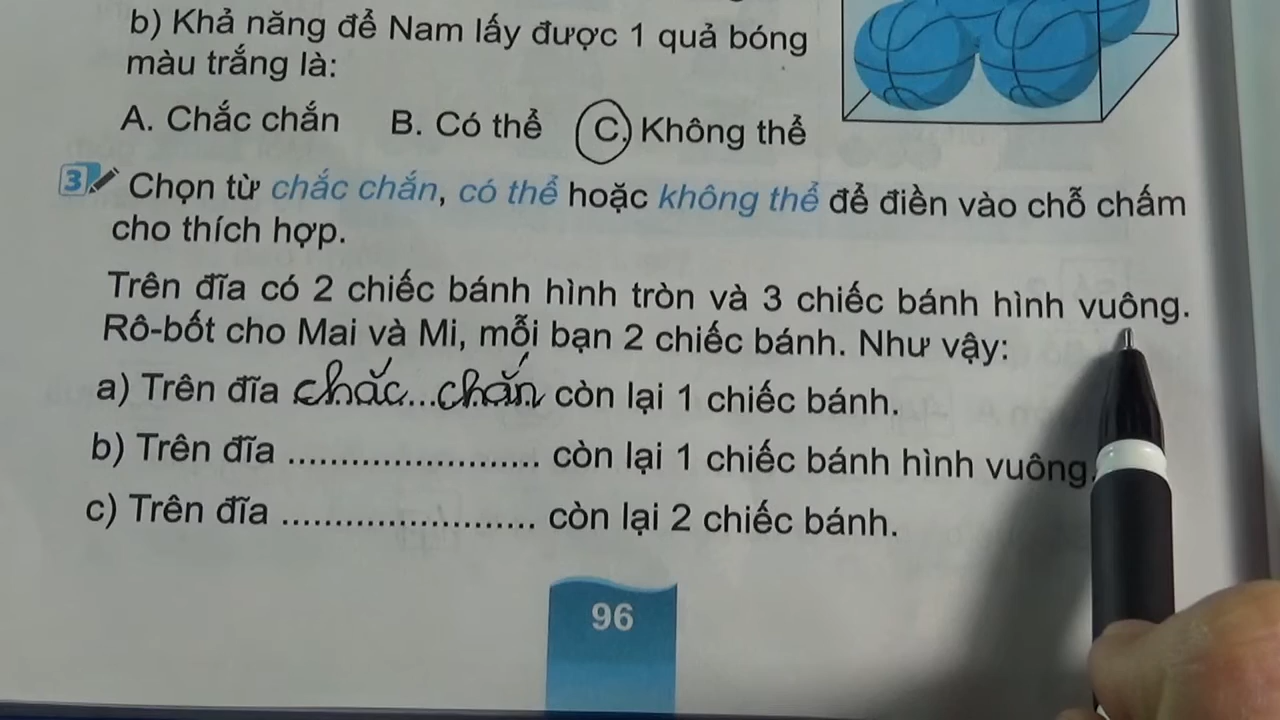 b) Khả năng để Nam lấy được 1 quả bóng
màu trắng là:
A. Chắc chắn B. Có thể C. Không thể
3 Chọn từ chắc chắn, có thể hoặc không thể để điền vào chỗ chấm
cho thích hợp.
Trên đĩa có 2 chiếc bánh hình tròn và 3 chiếc bánh hình vuông.
Rô-bốt cho Mai và Mi, mỗi bạn 2 chiếc bánh. Như vậy:
a) Trên đĩa chắc...chắn còn lại 1 chiếc bánh.
b) Trên đĩa ........................ còn lại 1 chiếc bánh hình vuông.
c) Trên đĩa ........................ còn lại 2 chiếc bánh.
96